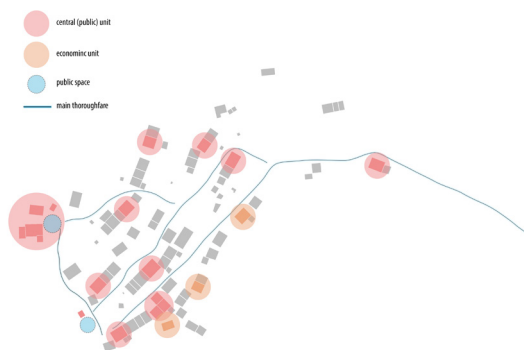 central (public) unit
econominc unit
public space
main thoroughfare